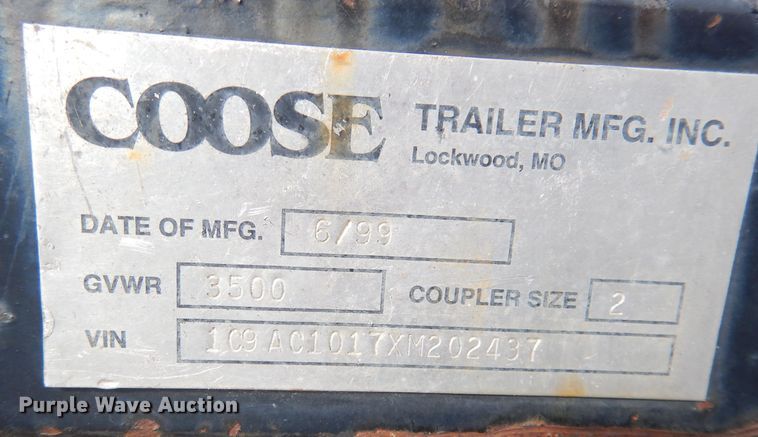 COOSE TRAILER MFG. INC.
Lockwood, MO
DATE OF MFG. 6/99
GVWR 3500 COUPLER SIZE 2
VIN 1C9AC1017XM202437
Purple Wave Auction